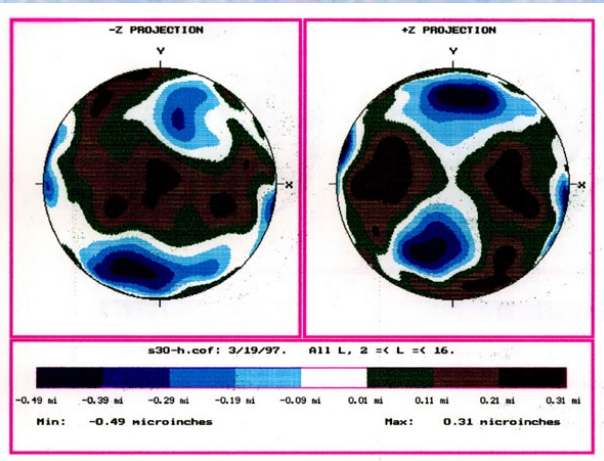 -Z PROJECTION
+Z PROJECTION
Y
Y
X
X
s30-h.cof: 3/19/97. All L, 2 =< L =< 16.
-0.49 mi -0.39 mi -0.29 mi -0.19 mi -0.09 mi 0.01 mi 0.11 mi 0.21 mi 0.31 mi
Min: -0.49 microinches Max: 0.31 microinches